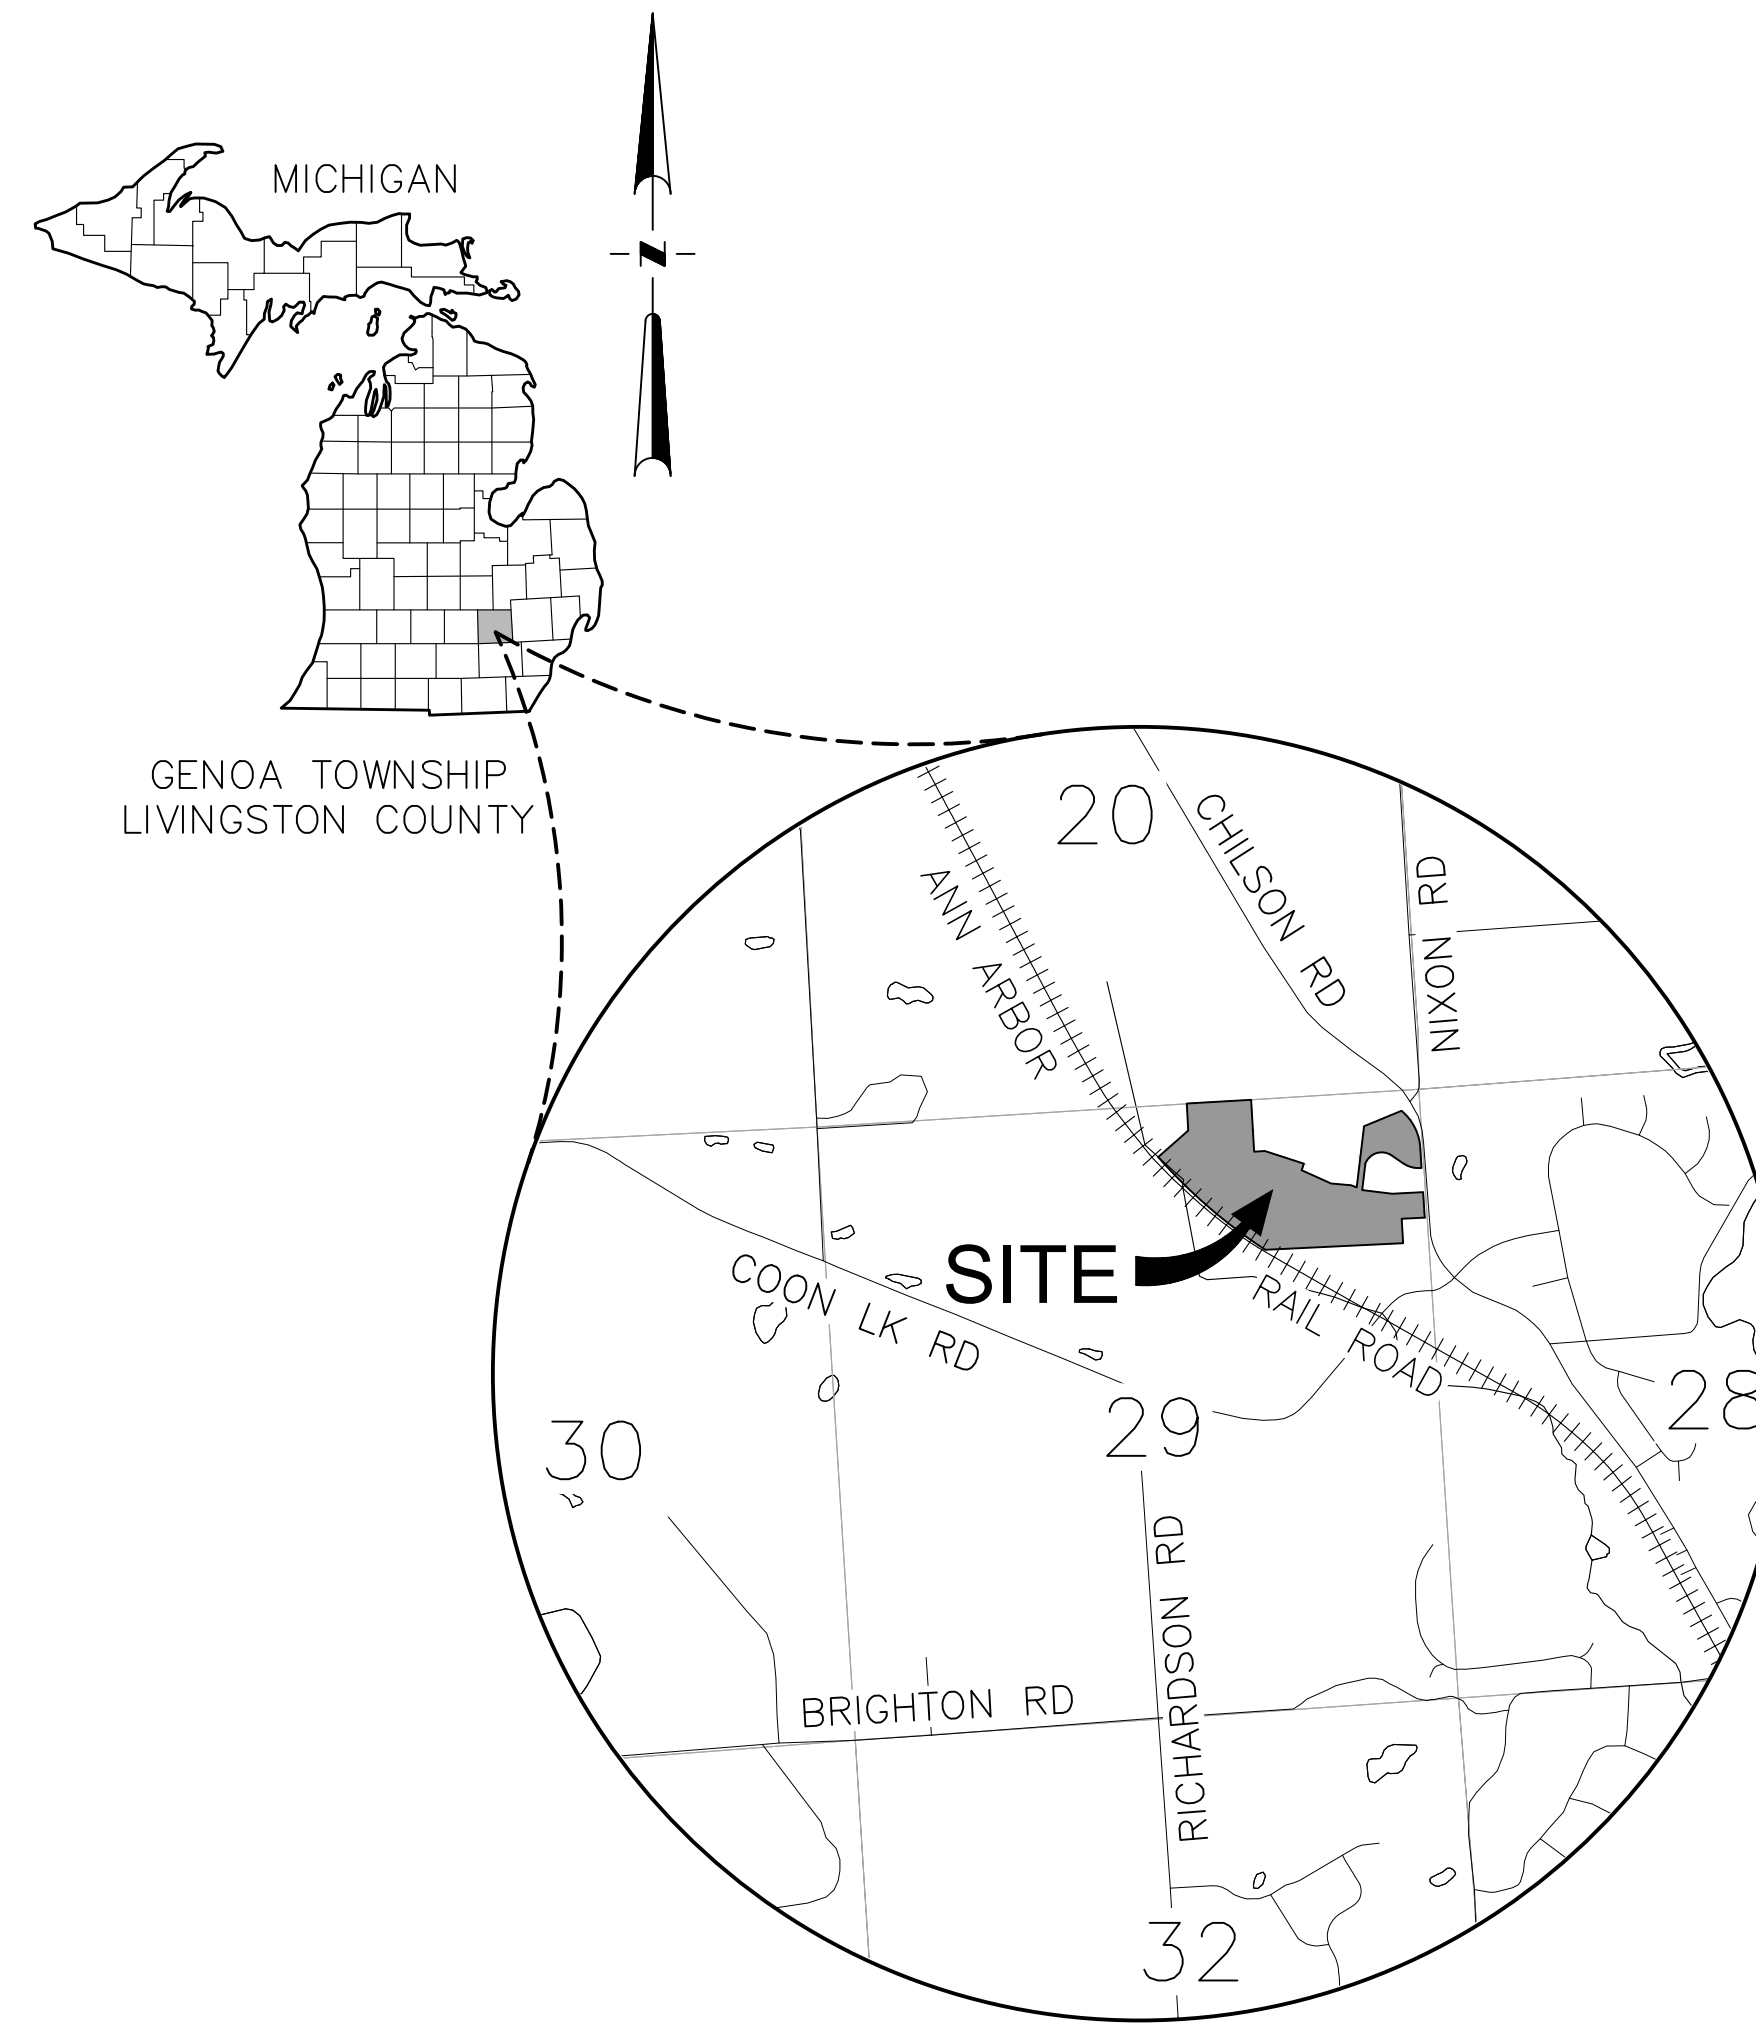 MICHIGAN
N
GENOA TOWNSHIP
LIVINGSTON COUNTY
20
CHILSON RD
NIXON RD
ANN ARBOR
RAIL ROAD
SITE
COON LK RD
28
29
30
RICHARDSON RD
BRIGHTON RD
32